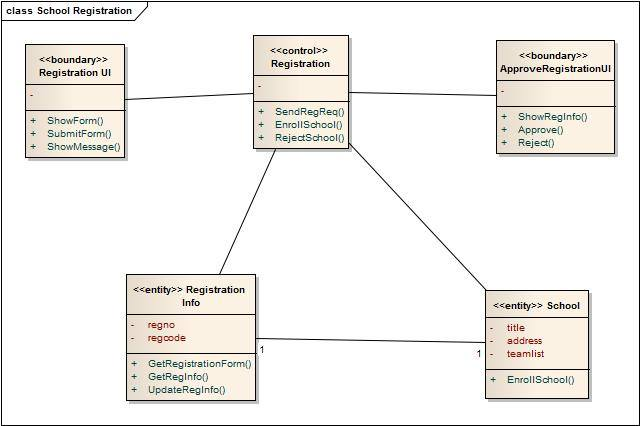 class School Registration
<<boundary>>
Registration UI
-
+ ShowForm()
+ SubmitForm()
+ ShowMessage()
<<control>>
Registration
-
+ SendRegReq()
+ EnrollSchool()
+ RejectSchool()
<<boundary>>
ApproveRegistrationUI
-
+ ShowRegInfo()
+ Approve()
+ Reject()
<<entity>> Registration
Info
- regno
- regcode
+ GetRegistrationForm()
+ GetRegInfo()
+ UpdateRegInfo()
1
1
<<entity>> School
- title
- address
- teamlist
+ EnrollSchool()